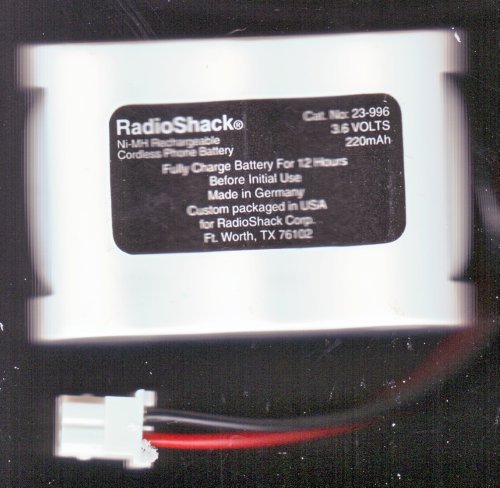 RadioShack®
Cat. No: 23-996
Ni-MH Rechargeable
3.6 VOLTS
Cordless Phone Battery
220mAh
Fully Charge Battery For 12 Hours
Before Initial Use
Made in Germany
Custom packaged in USA
for RadioShack Corp.
Ft. Worth, TX 76102